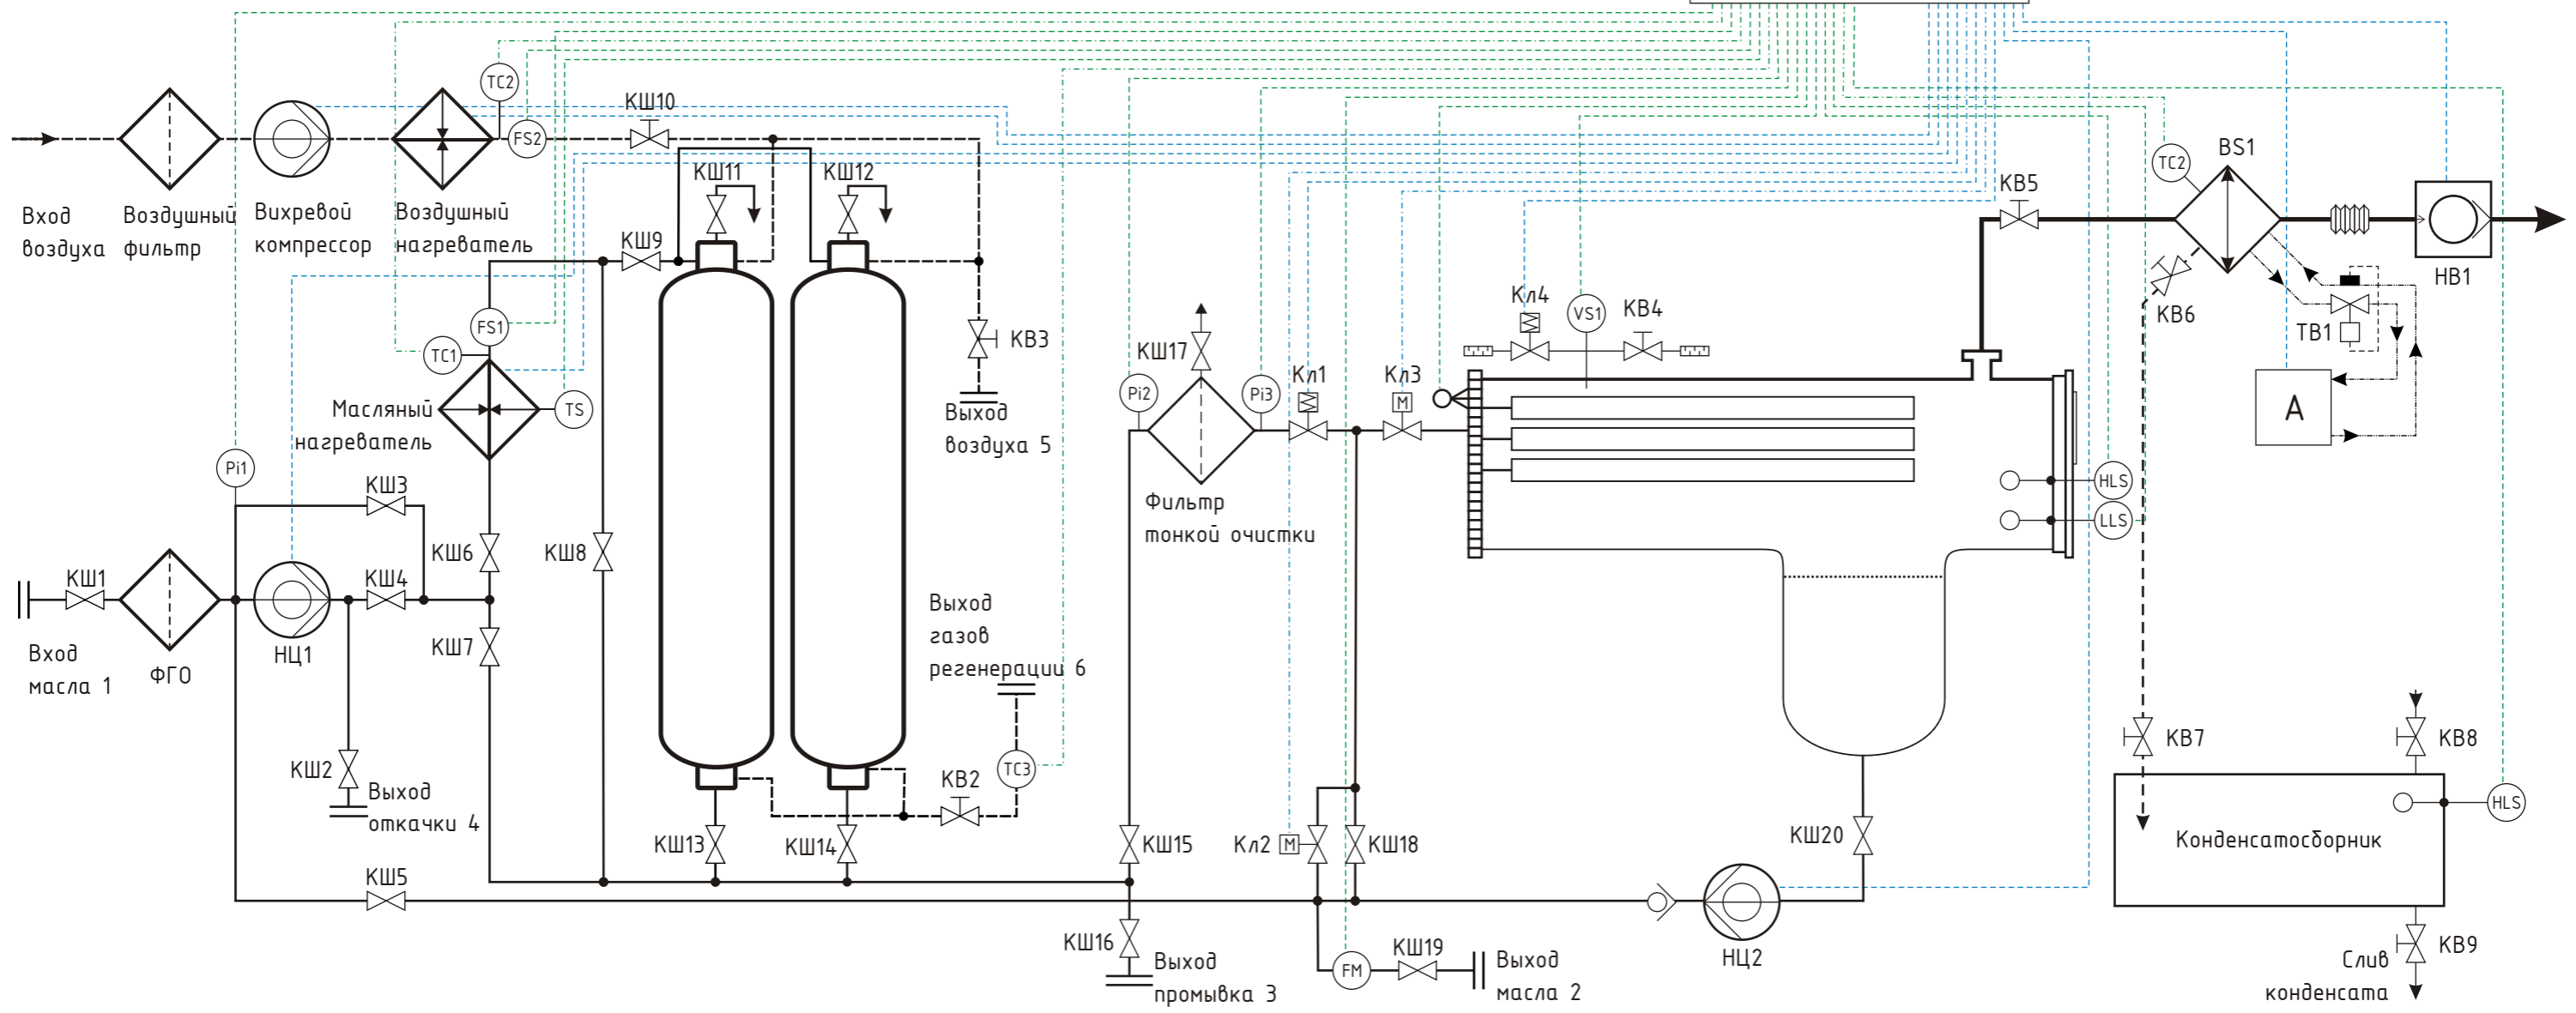 TC2
КШ10
FS2
Вход
воздуха
Воздушный
фильтр
Вихревой
компрессор
Воздушный
нагреватель
КШ11
КШ12
КШ9
FS1
TC1
TS
Масляный
нагреватель
Pi1
КШ3
КШ6
КШ8
КШ1
КШ4
КШ7
Вход
масла 1
ФГО
НЦ1
КШ2
Выход
откачки 4
КШ5
КВ3
Выход
воздуха 5
Выход
газов
регенерации 6
TC3
КВ2
КШ13
КШ14
КШ15
КШ16
Выход
промывка 3
КШ17
Pi2
Pi3
Фильтр
тонкой очистки
Кл1
Кл3
M
Кл4
VS1
КВ4
Кл2
M
КШ18
FM
КШ19
Выход
масла 2
НЦ2
КШ20
HLS
LLS
КВ5
TC2
BS1
КВ6
ТВ1
НВ1
A
КВ7
КВ8
HLS
Конденсатосборник
КВ9
Слив
конденсата